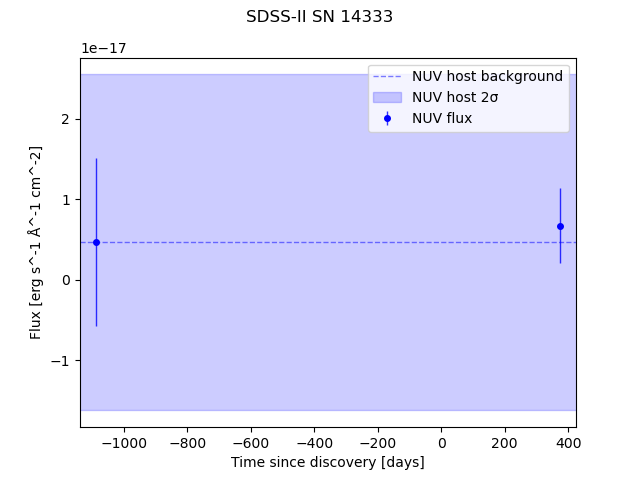 SDSS-II SN 14333
1e−17
NUV host background
NUV host 2σ
NUV flux
2
1
0
−1
Flux [erg s^-1 Å^-1 cm^-2]
−1000 −800 −600 −400 −200 0 200 400
Time since discovery [days]